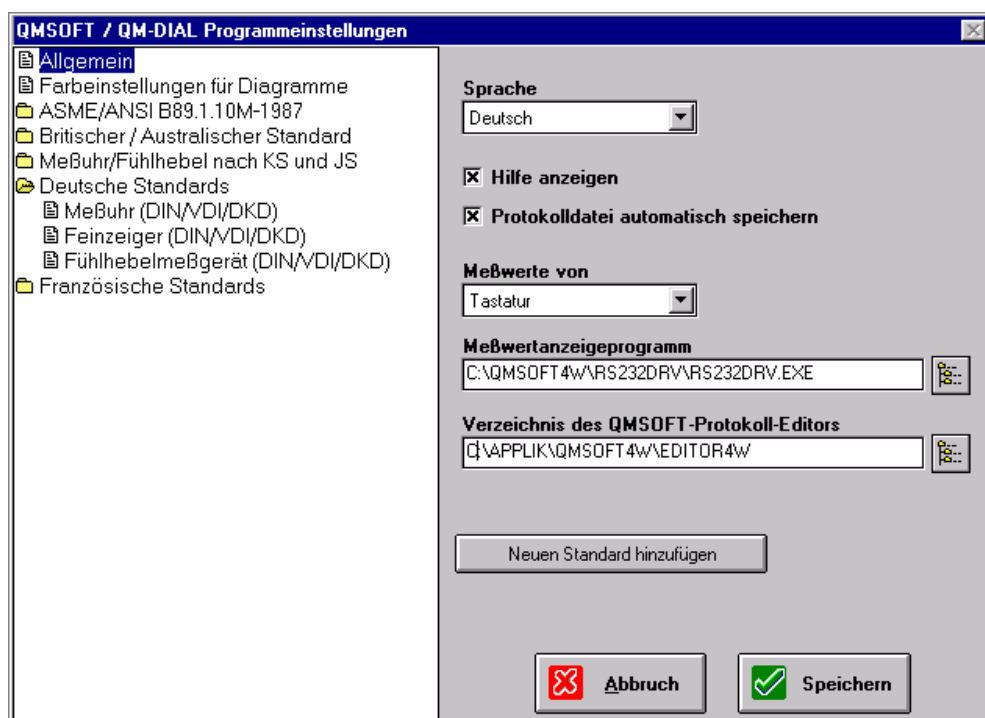 QMSOFT / QM-DIAL Programmeinstellungen
Allgemein
Farbeinstellungen für Diagramme
ASME/ANSI B89.1.10M-1987
Britischer / Australischer Standard
Meßuhr/Fühlhebel nach KS und JS
Deutsche Standards
Meßuhr (DIN/VDI/DKD)
Feinzeiger (DIN/VDI/DKD)
Fühlhebelmeßgerät (DIN/VDI/DKD)
Französische Standards
Sprache
Deutsch
Hilfe anzeigen
Protokolldatei automatisch speichern
Meßwerte von
Tastatur
Meßwertanzeigeprogramm
C:\QMSOFT4W\RS232DRV\RS232DRV.EXE
Verzeichnis des QMSOFT-Protokoll-Editors
C:\APPLIK\QMSOFT4W\EDITOR4W
Neuen Standard hinzufügen
Abbruch
Speichern